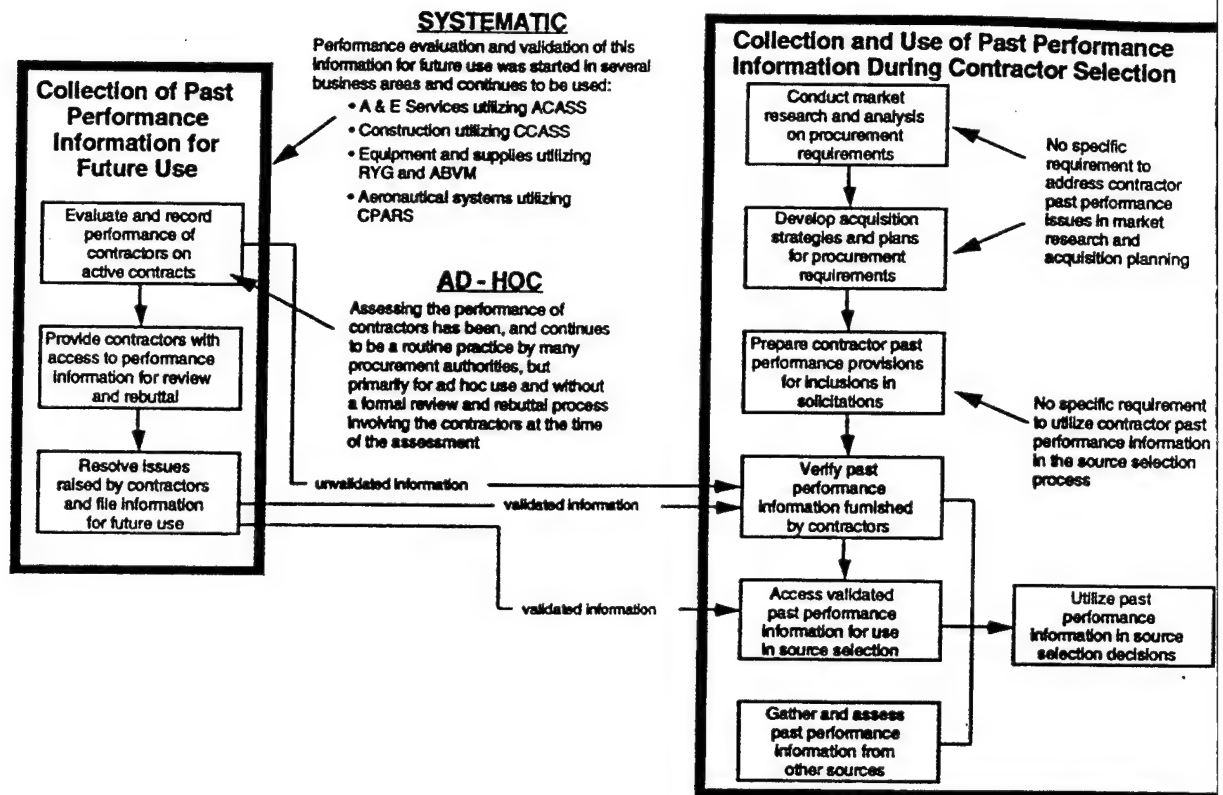 SYSTEMATIC
Performance evaluation and validation of this
information for future use was started in several
business areas and continues to be used:
• A & E Services utilizing ACASS
• Construction utilizing CCASS
• Equipment and supplies utilizing
RYG and ABVM
• Aeronautical systems utilizing
CPARS
AD - HOC
Assessing the performance of
contractors has been, and continues
to be a routine practice by many
procurement authorities, but
primarily for ad hoc use and without
a formal review and rebuttal process
involving the contractors at the time
of the assessment
Collection of Past
Performance
Information for
Future Use
Evaluate and record
performance of
contractors on
active contracts
Provide contractors with
access to performance
information for review
and rebuttal
Resolve issues
raised by contractors
and file information
for future use
unvalidated information
validated information
validated information
Collection and Use of Past Performance
Information During Contractor Selection
Conduct market
research and analysis
on procurement
requirements
Develop acquisition
strategies and plans
for procurement
requirements
Prepare contractor past
performance provisions
for inclusions in
solicitations
Verify past
performance
information furnished
by contractors
Access validated
past performance
information for use
in source selection
Gather and assess
past performance
information from
other sources
No specific
requirement to
address contractor
past performance
issues in market
research and
acquisition planning
No specific requirement
to utilize contractor past
performance information
in the source selection
process
Utilize past
performance
information in source
selection decisions